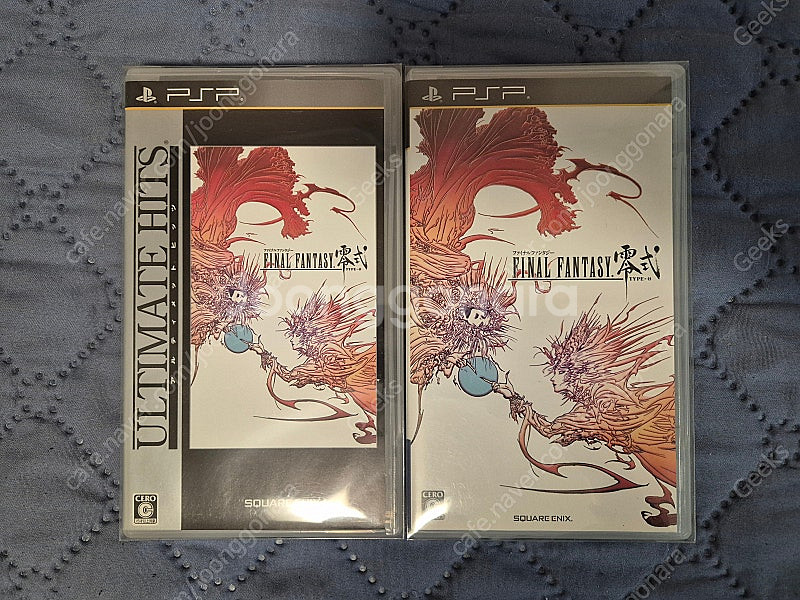 PSP
ULTIMATE HITS
アルティメット ヒッツ
ファイナルファンタジー
FINAL FANTASY 零式
TYPE-0
CERO
C
SQUARE ENIX
PSP
ファイナルファンタジー
FINAL FANTASY 零式
TYPE-0
CERO
C
SQUARE ENIX.
joonggonara
cafe.naver.com/joonggonara
Geeks